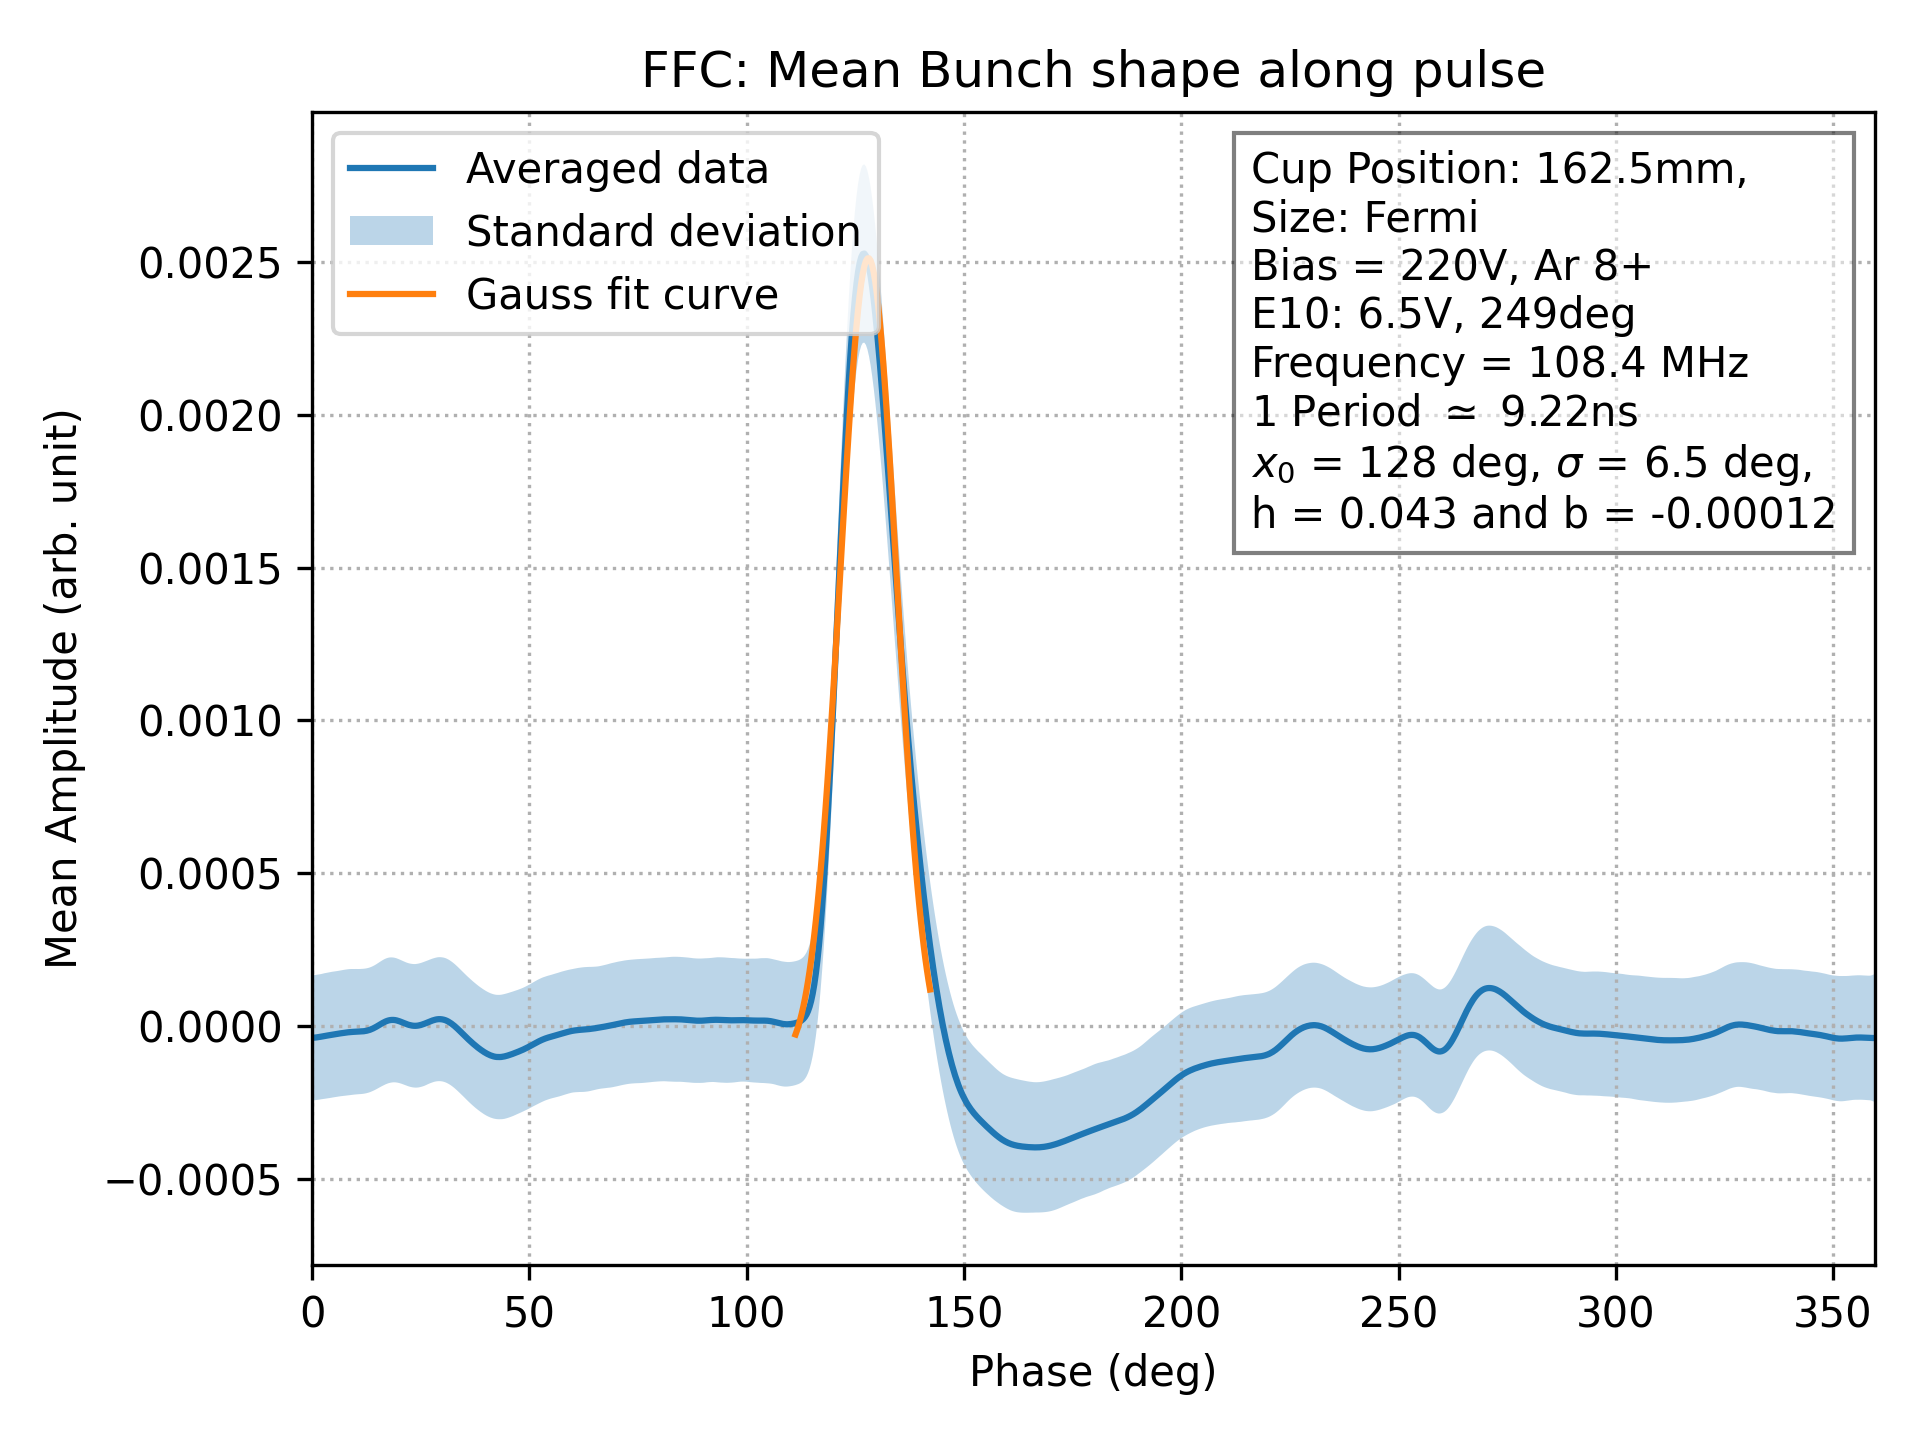 FFC: Mean Bunch shape along pulse
Averaged data
Standard deviation
Gauss fit curve
Cup Position: 162.5mm,
Size: Fermi
Bias = 220V, Ar 8+
E10: 6.5V, 249deg
Frequency = 108.4 MHz
1 Period ≃ 9.22ns
x₀ = 128 deg, σ = 6.5 deg,
h = 0.043 and b = -0.00012
Mean Amplitude (arb. unit)
0.0025
0.0020
0.0015
0.0010
0.0005
0.0000
−0.0005
0 50 100 150 200 250 300 350
Phase (deg)